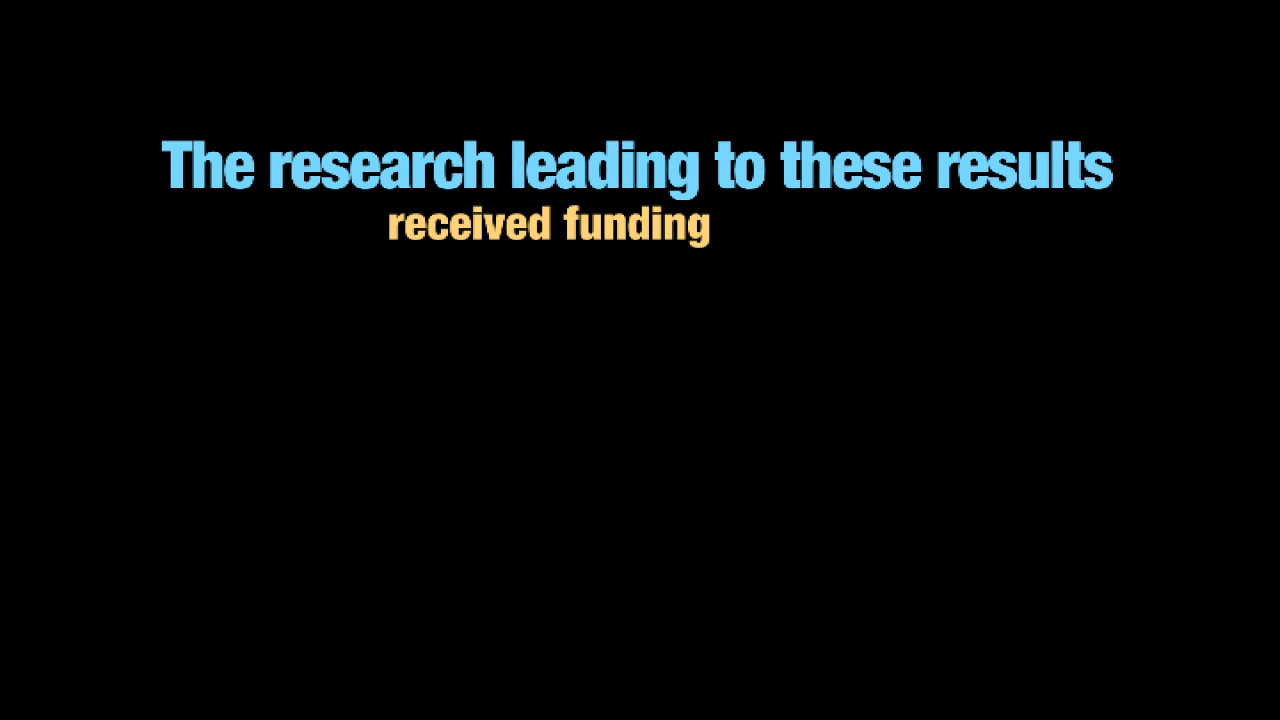 The research leading to these results
received funding